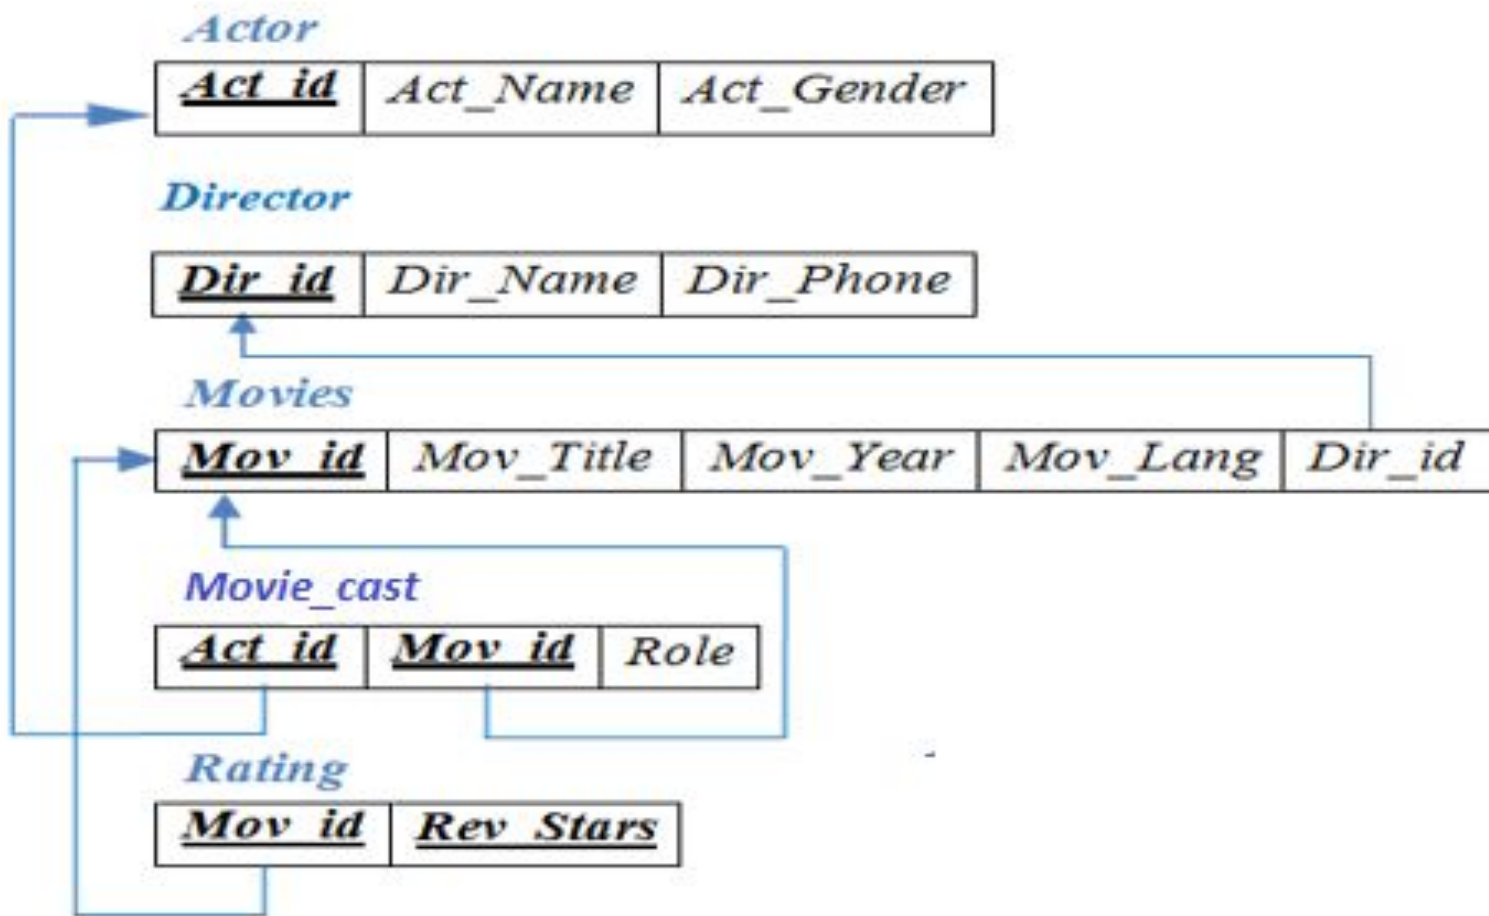 Actor
Act_id Act_Name Act_Gender
Director
Dir_id Dir_Name Dir_Phone
Movies
Mov_id Mov_Title Mov_Year Mov_Lang Dir_id
Movie_cast
Act_id Mov_id Role
Rating
Mov_id Rev_Stars